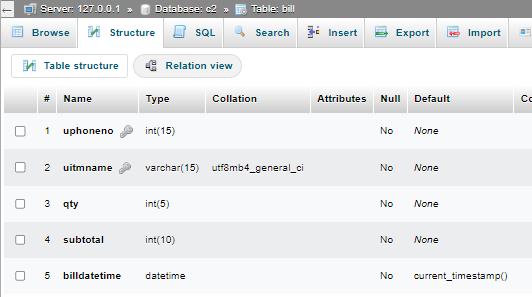 Server: 127.0.0.1 » Database: c2 » Table: bill
Browse Structure SQL Search Insert Export Import
Table structure Relation view
# Name Type Collation Attributes Null Default Co
1 uphoneno int(15) No None
2 uitmname varchar(15) utf8mb4_general_ci No None
3 qty int(5) No None
4 subtotal int(10) No None
5 billdatetime datetime No current_timestamp()